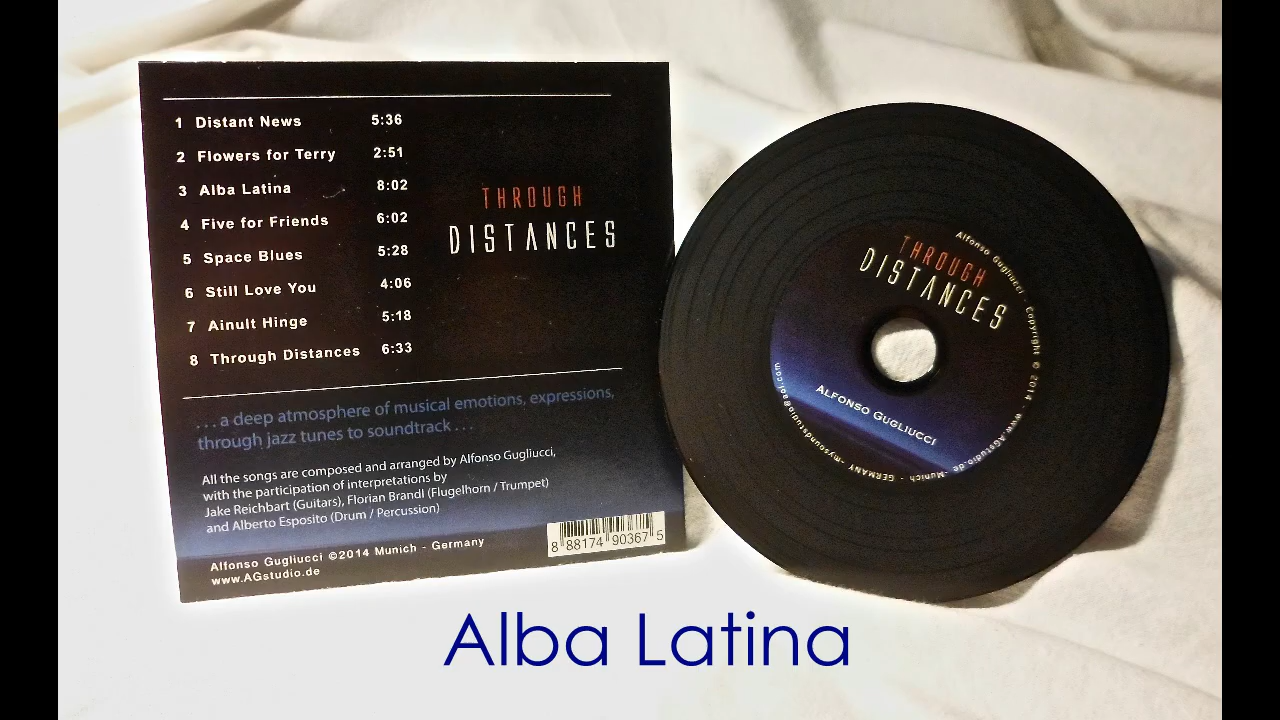 1 Distant News 5:36
2 Flowers for Terry 2:51
3 Alba Latina 8:02
4 Five for Friends 6:02
5 Space Blues 5:28
6 Still Love You 4:06
7 Ainult Hinge 5:18
8 Through Distances 6:33
THROUGH
DISTANCES
. . . a deep atmosphere of musical emotions, expressions,
through jazz tunes to soundtrack . . .
All the songs are composed and arranged by Alfonso Gugliucci,
with the participation of interpretations by
Jake Reichbart (Guitars), Florian Brandl (Flugelhorn / Trumpet)
and Alberto Esposito (Drum / Percussion)
Alfonso Gugliucci ©2014 Munich - Germany
www.AGstudio.de
8 88174 90367 5
THROUGH
DISTANCES
ALFONSO GUGLIUCCI
Alfonso Gugliucci - Copyright © 2014 - www.AGstudio.de - Munich - GERMANY - mysoundstudio@aol.com
Alba Latina